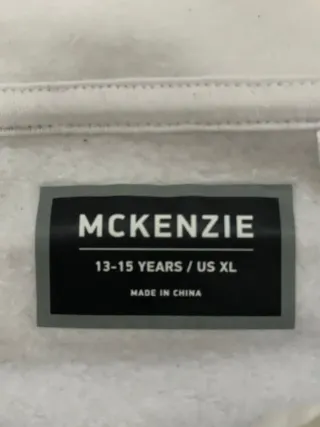 MCKENZIE
13-15 YEARS / US XL
MADE IN CHINA